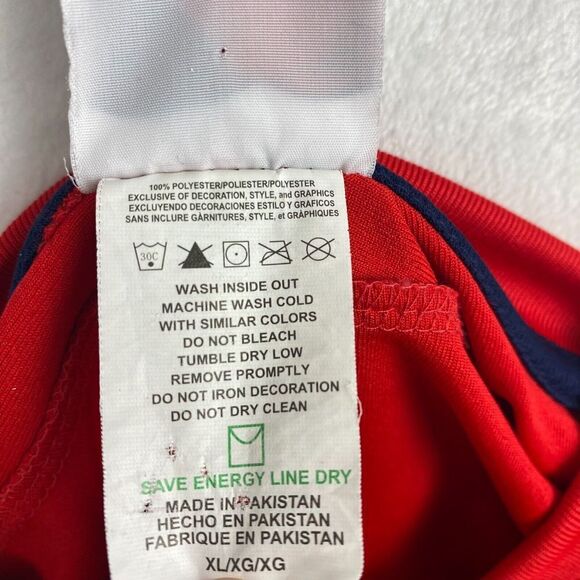 100% POLYESTER/POLIESTER/POLYESTER
EXCLUSIVE OF DECORATION, STYLE, and GRAPHICS
EXCLUYENDO DECORACIONES ESTILO Y GRAFICOS
SANS INCLURE GÀRNITURES, STYLE, et GRÀPHIQUES
30C
WASH INSIDE OUT
MACHINE WASH COLD
WITH SIMILAR COLORS
DO NOT BLEACH
TUMBLE DRY LOW
REMOVE PROMPTLY
DO NOT IRON DECORATION
DO NOT DRY CLEAN
SAVE ENERGY LINE DRY
MADE IN PAKISTAN
HECHO EN PAKISTAN
FABRIQUE EN PAKISTAN
XL/XG/XG